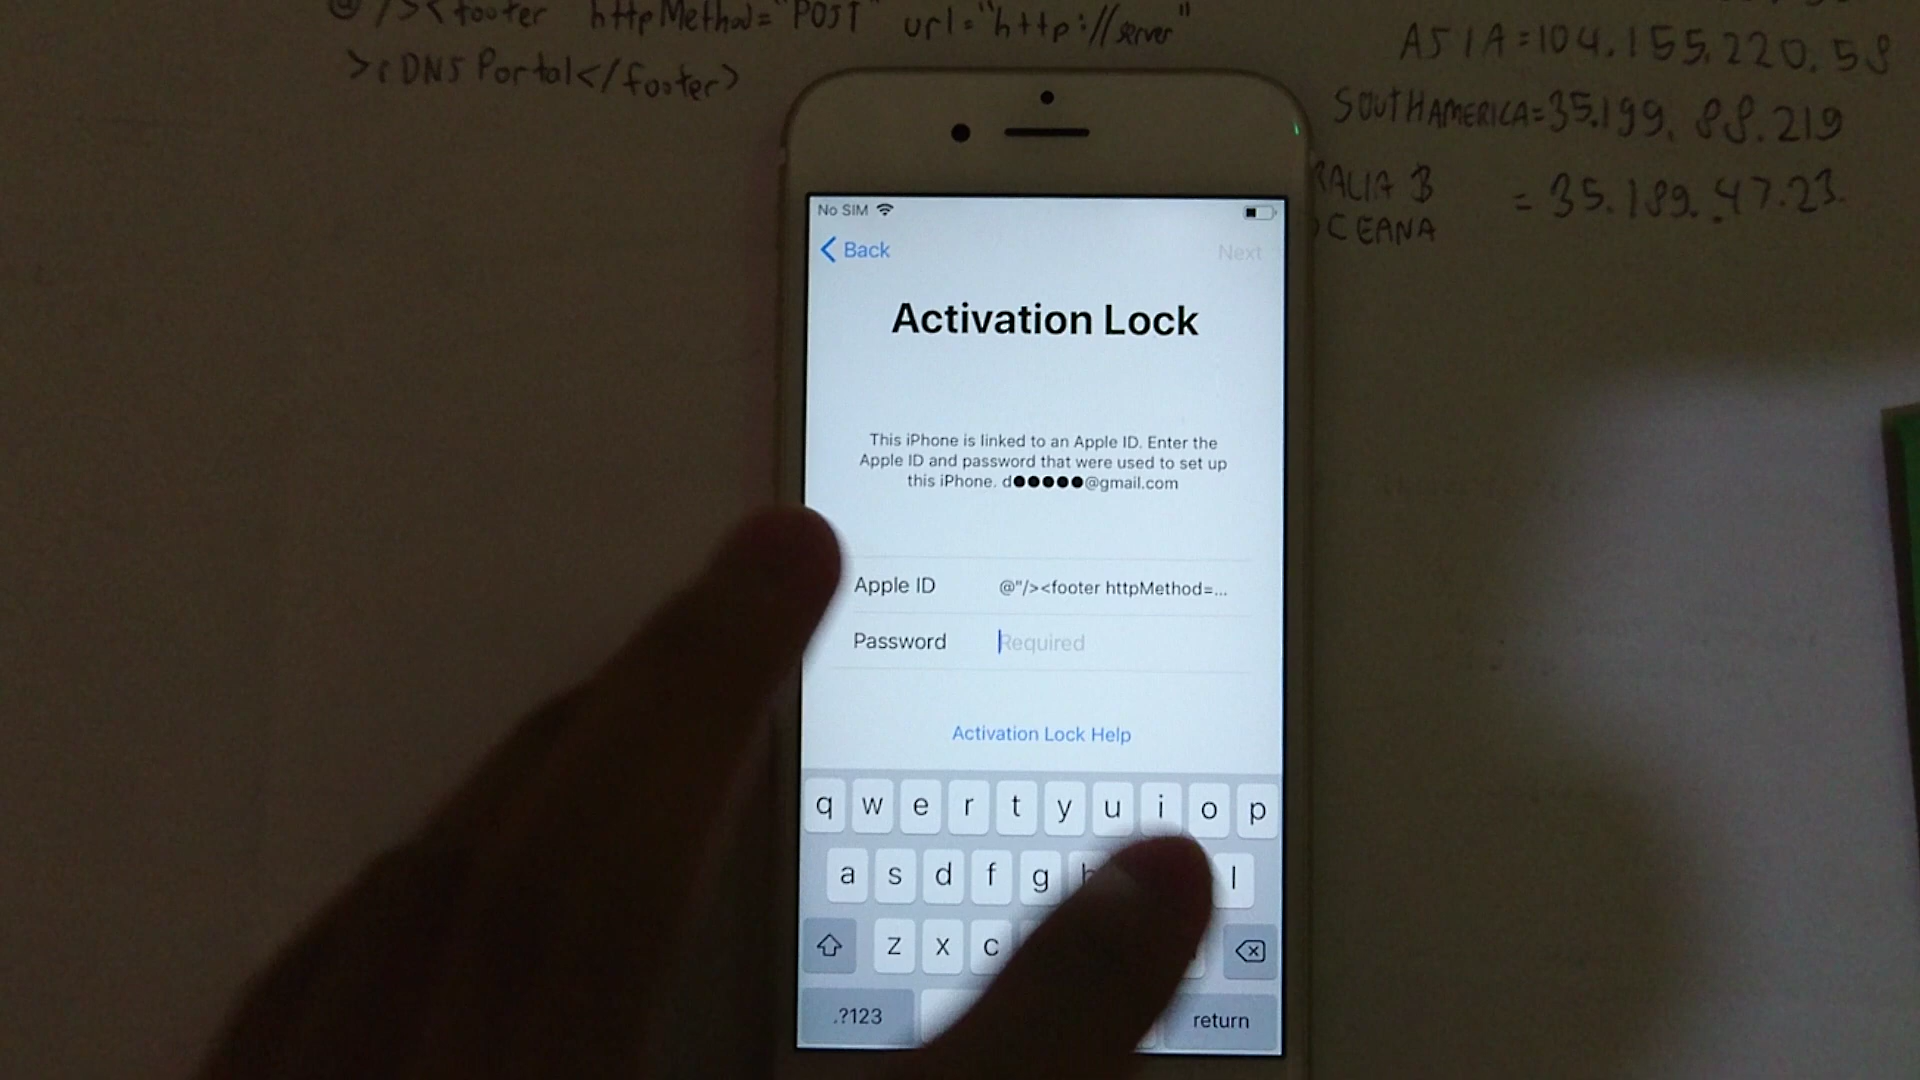 @"/><footer httpMethod="POST" url="http://server"
>iDNS Portal</footer>
ASIA=104.155.220.58
SOUTHAMERICA=35.199.88.219
RALIA B
= 35.189.47.23.
OCEANA
No SIM
Back
Next
Activation Lock
This iPhone is linked to an Apple ID. Enter the
Apple ID and password that were used to set up
this iPhone. d●●●●●@gmail.com
Apple ID @"/><footer httpMethod=...
Password Required
Activation Lock Help
q w e r t y u i o p
a s d f g h l
z x c
.?123 return